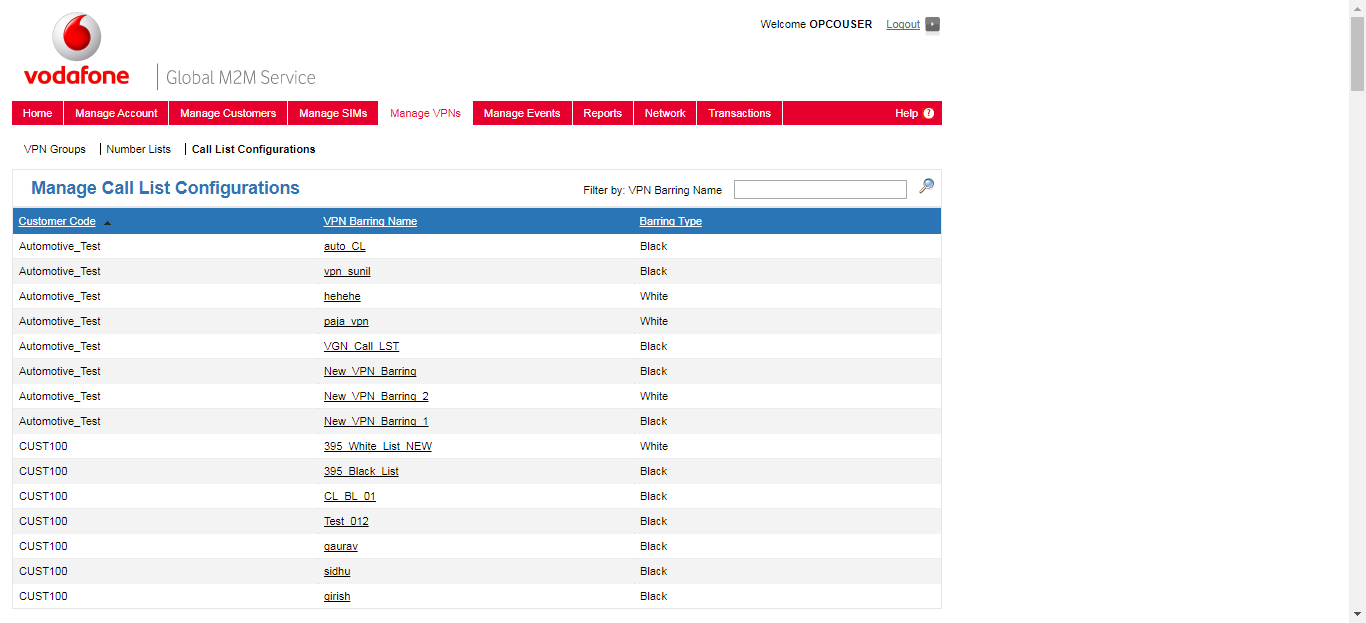 Welcome OPCOUSER Logout
vodafone Global M2M Service
Home Manage Account Manage Customers Manage SIMs Manage VPNs Manage Events Reports Network Transactions Help ?
VPN Groups Number Lists Call List Configurations
Manage Call List Configurations Filter by: VPN Barring Name
Customer Code VPN Barring Name Barring Type
Automotive_Test auto_CL Black
Automotive_Test vpn_sunil Black
Automotive_Test hehehe White
Automotive_Test paja_vpn White
Automotive_Test VGN_Call_LST Black
Automotive_Test New_VPN_Barring Black
Automotive_Test New_VPN_Barring_2 White
Automotive_Test New_VPN_Barring_1 Black
CUST100 395_White_List_NEW White
CUST100 395_Black_List Black
CUST100 CL_BL_01 Black
CUST100 Test_012 Black
CUST100 gaurav Black
CUST100 sidhu Black
CUST100 girish Black